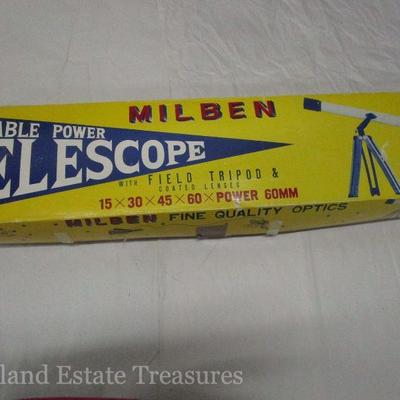 MILBEN
ABLE POWER
ELESCOPE
WITH FIELD TRIPOD &
COATED LENSES
15×30×45×60×POWER 60MM
MILBEN FINE QUALITY OPTICS
land Estate Treasures